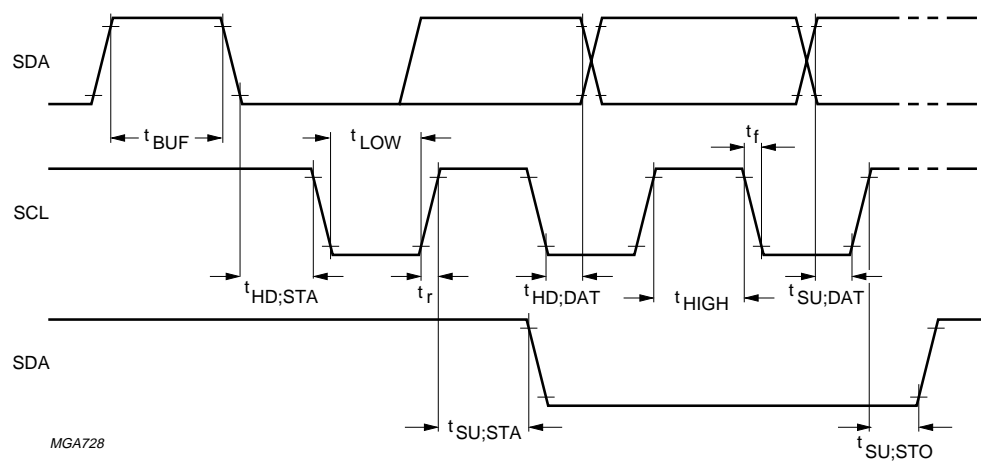 SDA
t BUF
t LOW
t f
SCL
t HD;STA
t r
t HD;DAT
t HIGH
t SU;DAT
SDA
t SU;STA
t SU;STO
MGA728